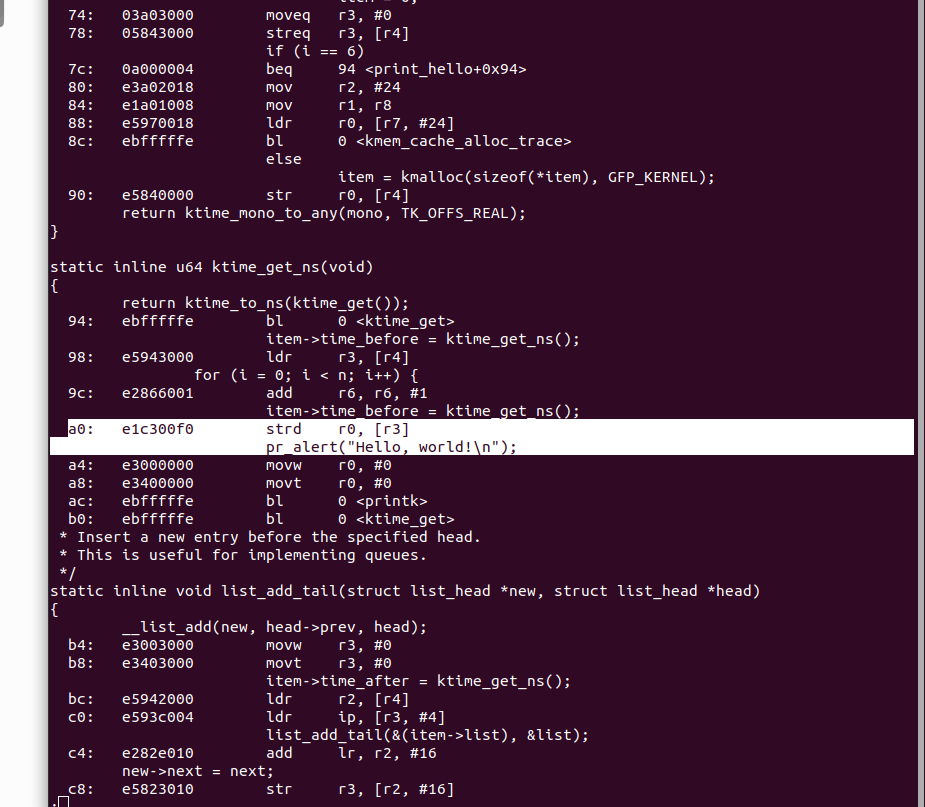 74:   03a03000        moveq   r3, #0
78:   05843000        streq   r3, [r4]
if (i == 6)
7c:   0a000004        beq     94 <print_hello+0x94>
80:   e3a02018        mov     r2, #24
84:   e1a01008        mov     r1, r8
88:   e5970018        ldr     r0, [r7, #24]
8c:   ebfffffe        bl      0 <kmem_cache_alloc_trace>
else
item = kmalloc(sizeof(*item), GFP_KERNEL);
90:   e5840000        str     r0, [r4]
return ktime_mono_to_any(mono, TK_OFFS_REAL);
}
static inline u64 ktime_get_ns(void)
{
return ktime_to_ns(ktime_get());
94:   ebfffffe        bl      0 <ktime_get>
item->time_before = ktime_get_ns();
98:   e5943000        ldr     r3, [r4]
for (i = 0; i < n; i++) {
9c:   e2866001        add     r6, r6, #1
item->time_before = ktime_get_ns();
a0:   e1c300f0        strd    r0, [r3]
pr_alert("Hello, world!\n");
a4:   e3000000        movw    r0, #0
a8:   e3400000        movt    r0, #0
ac:   ebfffffe        bl      0 <printk>
b0:   ebfffffe        bl      0 <ktime_get>
* Insert a new entry before the specified head.
* This is useful for implementing queues.
*/
static inline void list_add_tail(struct list_head *new, struct list_head *head)
{
__list_add(new, head->prev, head);
b4:   e3003000        movw    r3, #0
b8:   e3403000        movt    r3, #0
item->time_after = ktime_get_ns();
bc:   e5942000        ldr     r2, [r4]
c0:   e593c004        ldr     ip, [r3, #4]
list_add_tail(&(item->list), &list);
c4:   e282e010        add     lr, r2, #16
new->next = next;
c8:   e5823010        str     r3, [r2, #16]
: